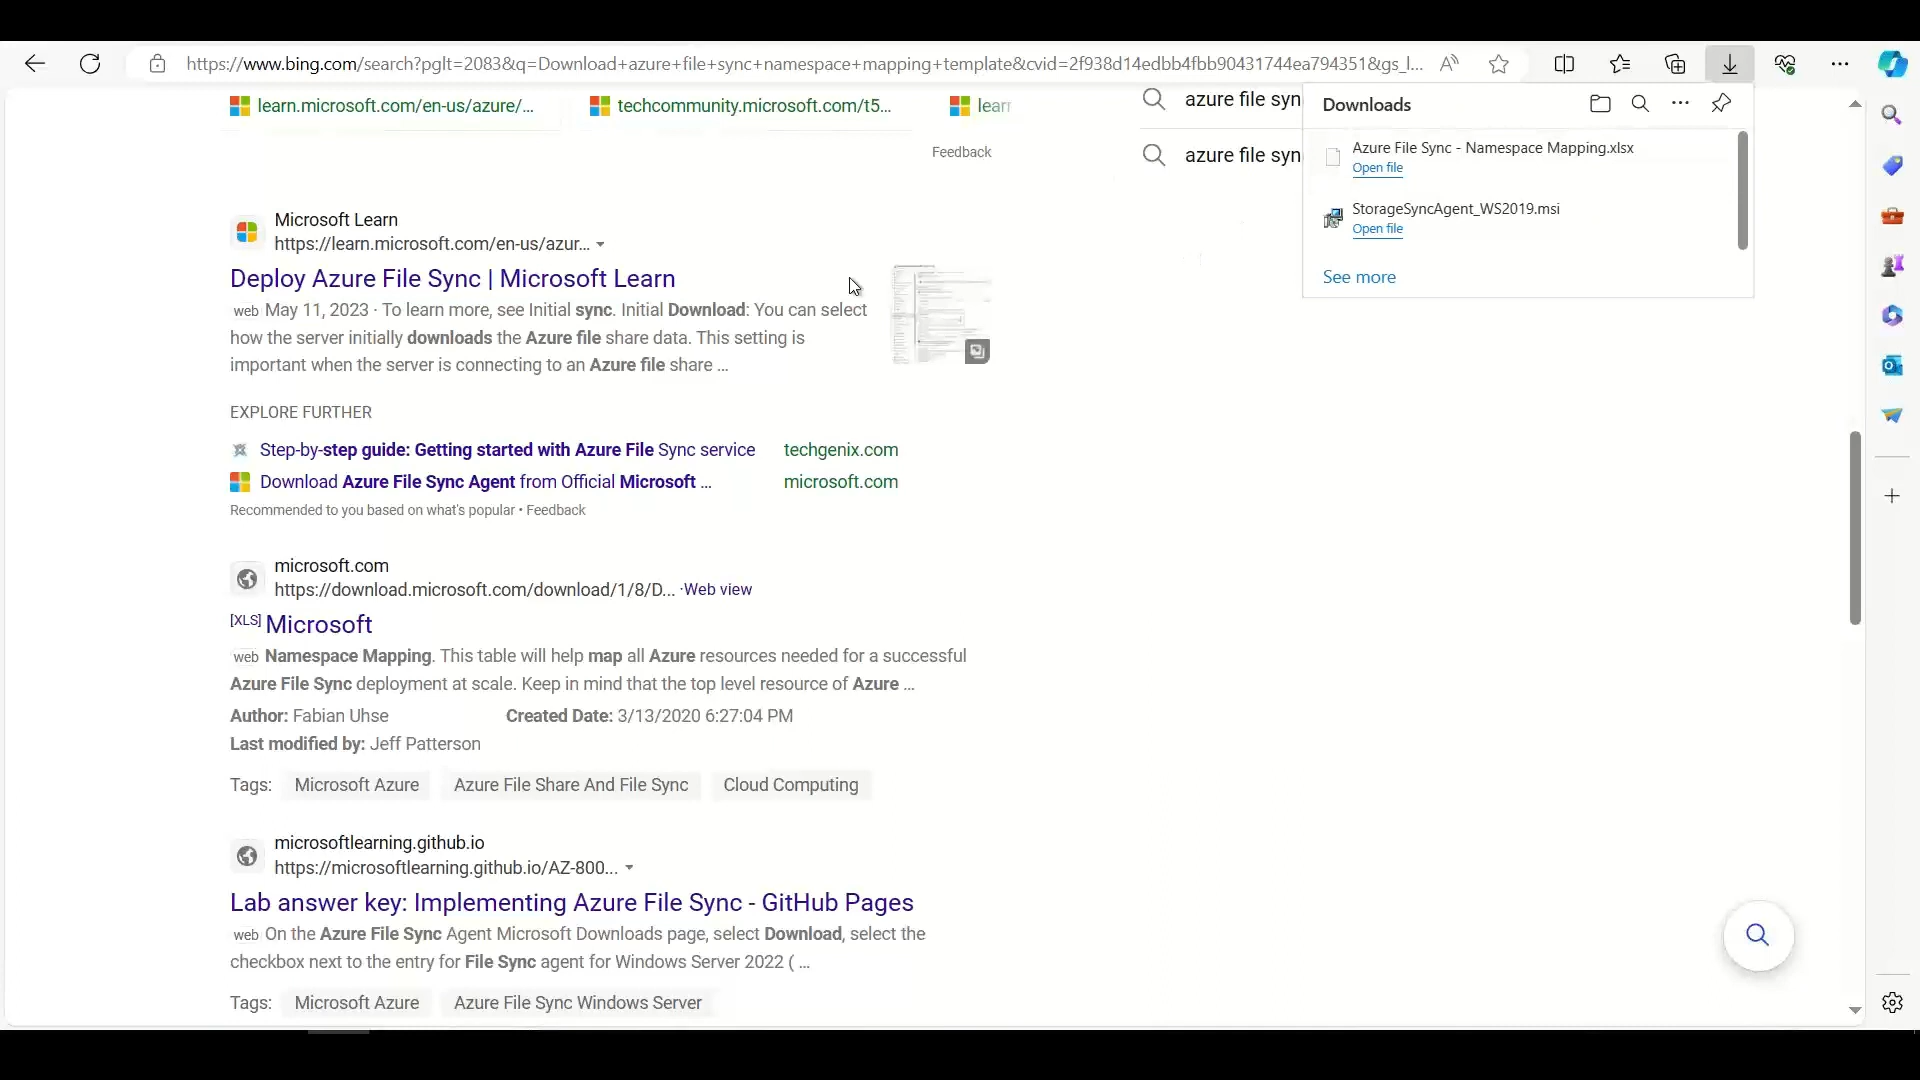 https://www.bing.com/search?pglt=2083&q=Download+azure+file+sync+namespace+mapping+template&cvid=2f938d14edbb4fbb90431744ea794351&gs_l...
learn.microsoft.com/en-us/azure/...
techcommunity.microsoft.com/t5...
learn
Feedback
azure file syn
azure file syn
Downloads
Azure File Sync - Namespace Mapping.xlsx
Open file
StorageSyncAgent_WS2019.msi
Open file
See more
Microsoft Learn
https://learn.microsoft.com/en-us/azur...
Deploy Azure File Sync | Microsoft Learn
web May 11, 2023 · To learn more, see Initial sync. Initial Download: You can select
how the server initially downloads the Azure file share data. This setting is
important when the server is connecting to an Azure file share ...
EXPLORE FURTHER
Step-by-step guide: Getting started with Azure File Sync service techgenix.com
Download Azure File Sync Agent from Official Microsoft ... microsoft.com
Recommended to you based on what's popular • Feedback
microsoft.com
https://download.microsoft.com/download/1/8/D... ·Web view
[XLS] Microsoft
web Namespace Mapping. This table will help map all Azure resources needed for a successful
Azure File Sync deployment at scale. Keep in mind that the top level resource of Azure ...
Author: Fabian Uhse Created Date: 3/13/2020 6:27:04 PM
Last modified by: Jeff Patterson
Tags: Microsoft Azure Azure File Share And File Sync Cloud Computing
microsoftlearning.github.io
https://microsoftlearning.github.io/AZ-800...
Lab answer key: Implementing Azure File Sync - GitHub Pages
web On the Azure File Sync Agent Microsoft Downloads page, select Download, select the
checkbox next to the entry for File Sync agent for Windows Server 2022 ( ...
Tags: Microsoft Azure Azure File Sync Windows Server